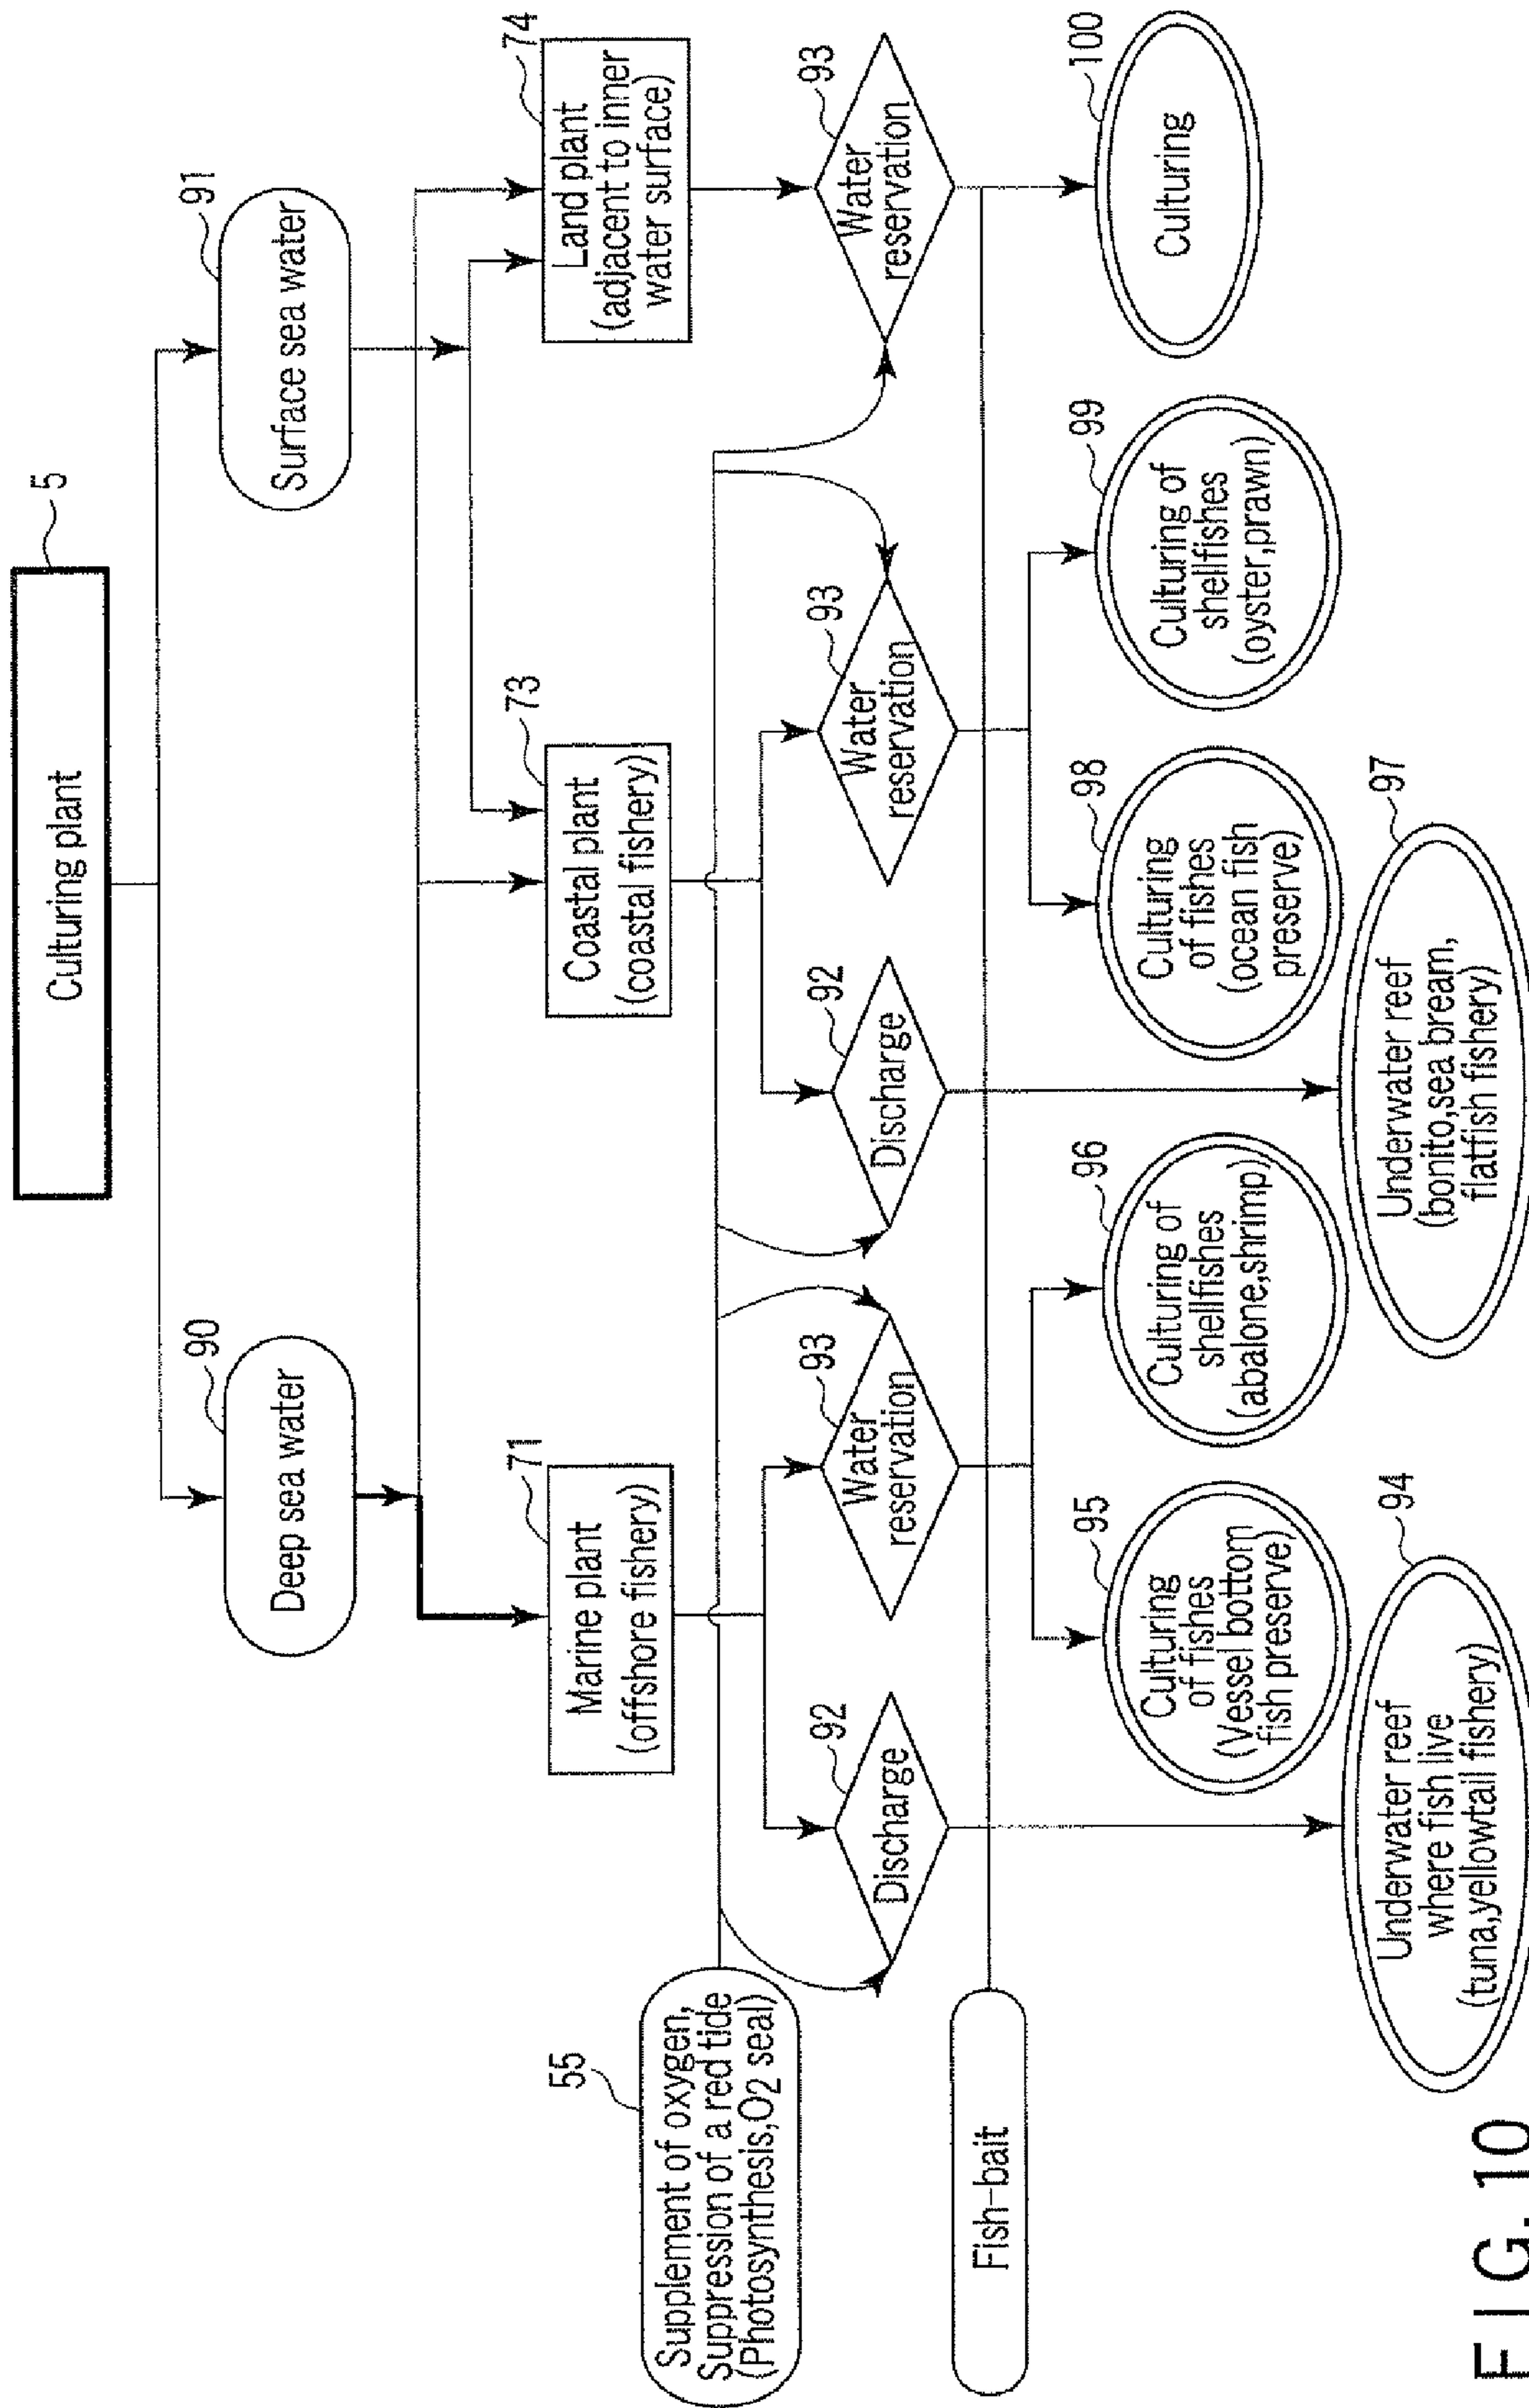 Culturing plant
5
Deep sea water
90
Surface sea water
91
Marine plant
(offshore fishery)
71
Coastal plant
(coastal fishery)
73
Land plant
(adjacent to inner
water surface)
74
Supplement of oxygen,
Suppression of a red tide
(Photosynthesis,O2 seal)
55
Discharge
92
Water
reservation
93
Discharge
92
Water
reservation
93
Water
reservation
93
Fish-bait
Culturing
of fishes
(Vessel bottom
fish preserve)
95
Culturing of
shellfishes
(abalone,shrimp)
96
Culturing
of fishes
(ocean fish
preserve)
98
Culturing of
shellfishes
(oyster,prawn)
99
Culturing
100
Underwater reef
where fish live
(tuna,yellowtail fishery)
94
Underwater reef
(bonito,sea bream,
flatfish fishery)
97
FIG. 10